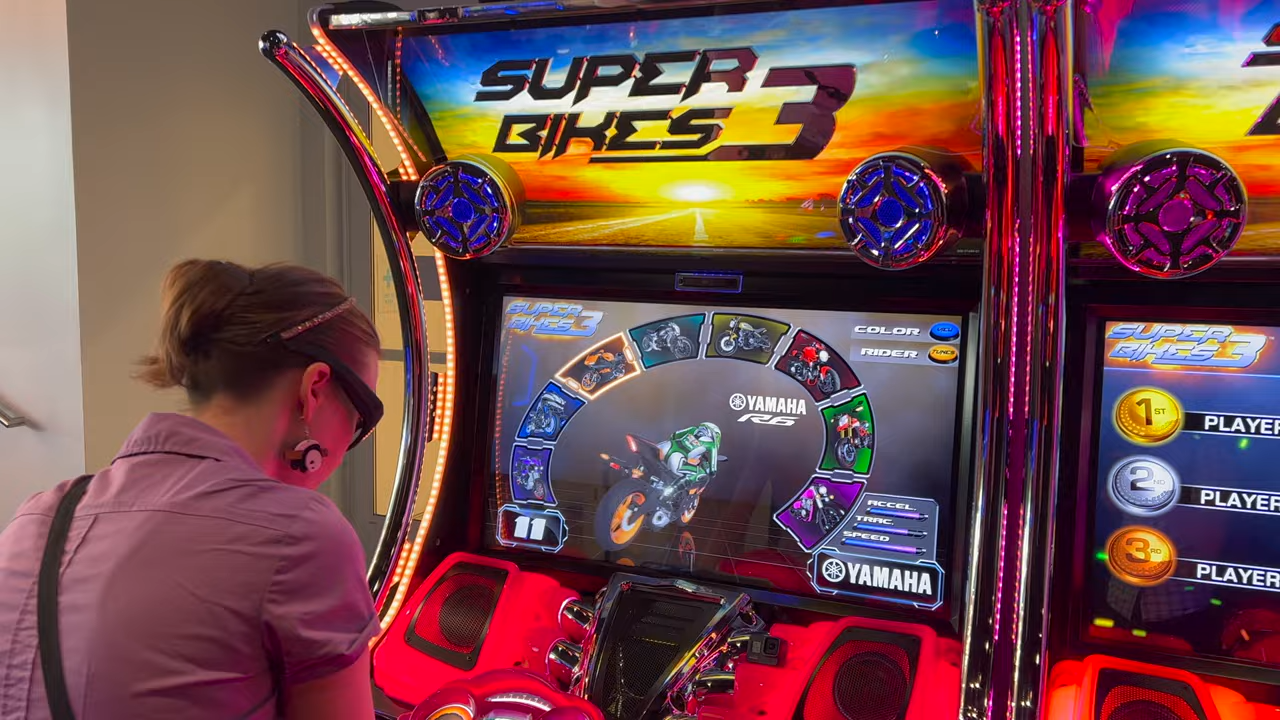 SUPER
BIKES 3
SUPER
BIKES 3
COLOR
RIDER
YAMAHA
R6
11
ACCEL.
TRAC.
SPEED
YAMAHA
SUPER
BIKES 3
1ST
PLAYER
2ND
PLAYER
3RD
PLAYER